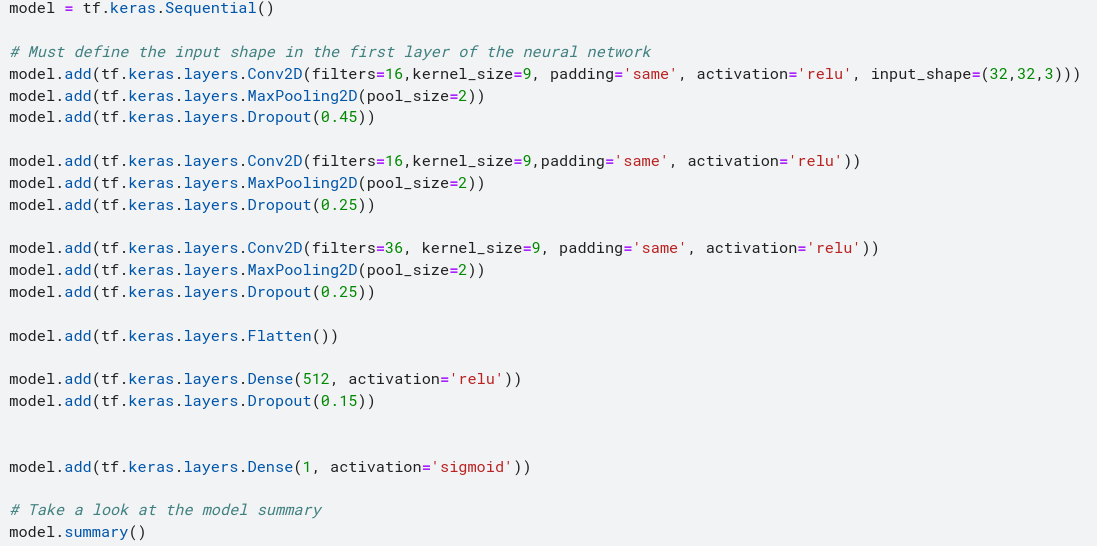 model = tf.keras.Sequential()
# Must define the input shape in the first layer of the neural network
model.add(tf.keras.layers.Conv2D(filters=16,kernel_size=9, padding='same', activation='relu', input_shape=(32,32,3)))
model.add(tf.keras.layers.MaxPooling2D(pool_size=2))
model.add(tf.keras.layers.Dropout(0.45))
model.add(tf.keras.layers.Conv2D(filters=16,kernel_size=9,padding='same', activation='relu'))
model.add(tf.keras.layers.MaxPooling2D(pool_size=2))
model.add(tf.keras.layers.Dropout(0.25))
model.add(tf.keras.layers.Conv2D(filters=36, kernel_size=9, padding='same', activation='relu'))
model.add(tf.keras.layers.MaxPooling2D(pool_size=2))
model.add(tf.keras.layers.Dropout(0.25))
model.add(tf.keras.layers.Flatten())
model.add(tf.keras.layers.Dense(512, activation='relu'))
model.add(tf.keras.layers.Dropout(0.15))
model.add(tf.keras.layers.Dense(1, activation='sigmoid'))
# Take a look at the model summary
model.summary()